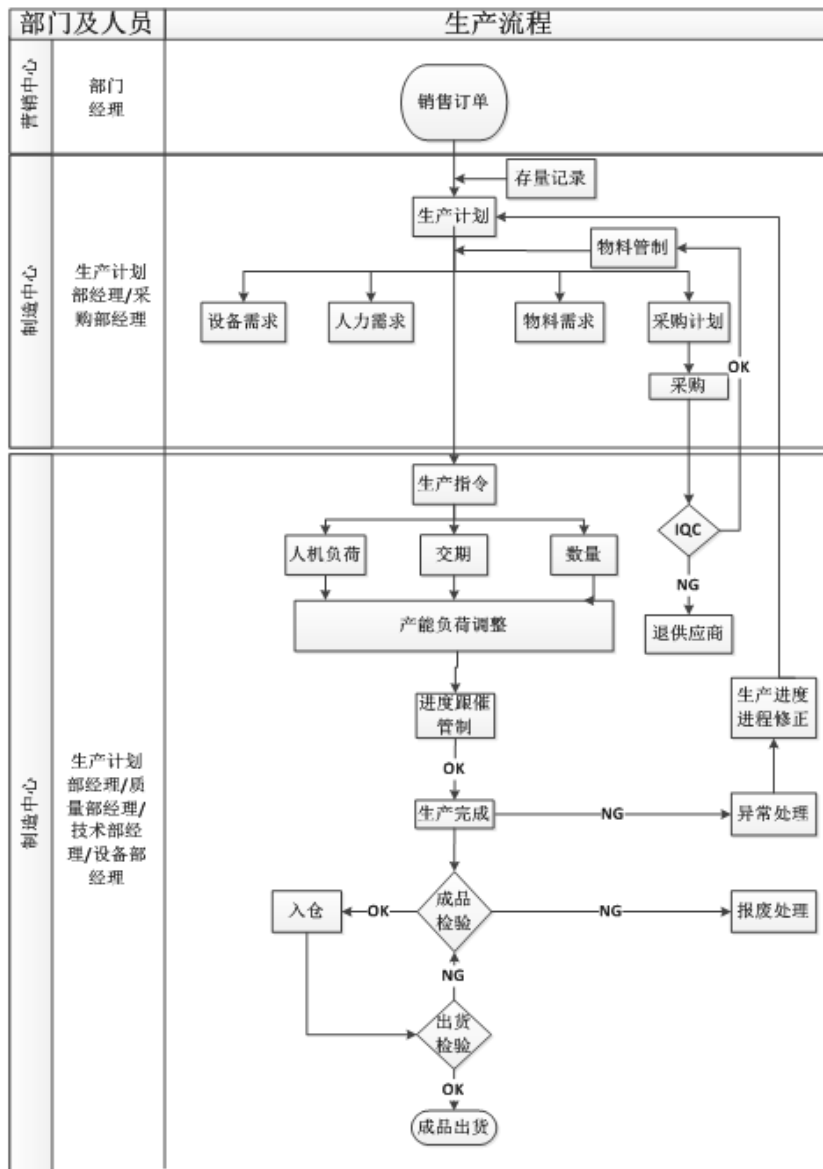 部门及人员
生产流程
营销中心
部门
经理
销售订单
制造中心
生产计划
部经理/采
购部经理
存量记录
生产计划
物料管制
设备需求
人力需求
物料需求
采购计划
OK
采购
制造中心
生产计划
部经理/质
量部经理/
技术部经
理/设备部
经理
生产指令
IQC
人机负荷
交期
数量
NG
产能负荷调整
退供应商
进度跟催
管制
生产进度
进程修正
OK
生产完成
NG
异常处理
入仓
OK
成品
检验
NG
报废处理
NG
出货
检验
OK
成品出货